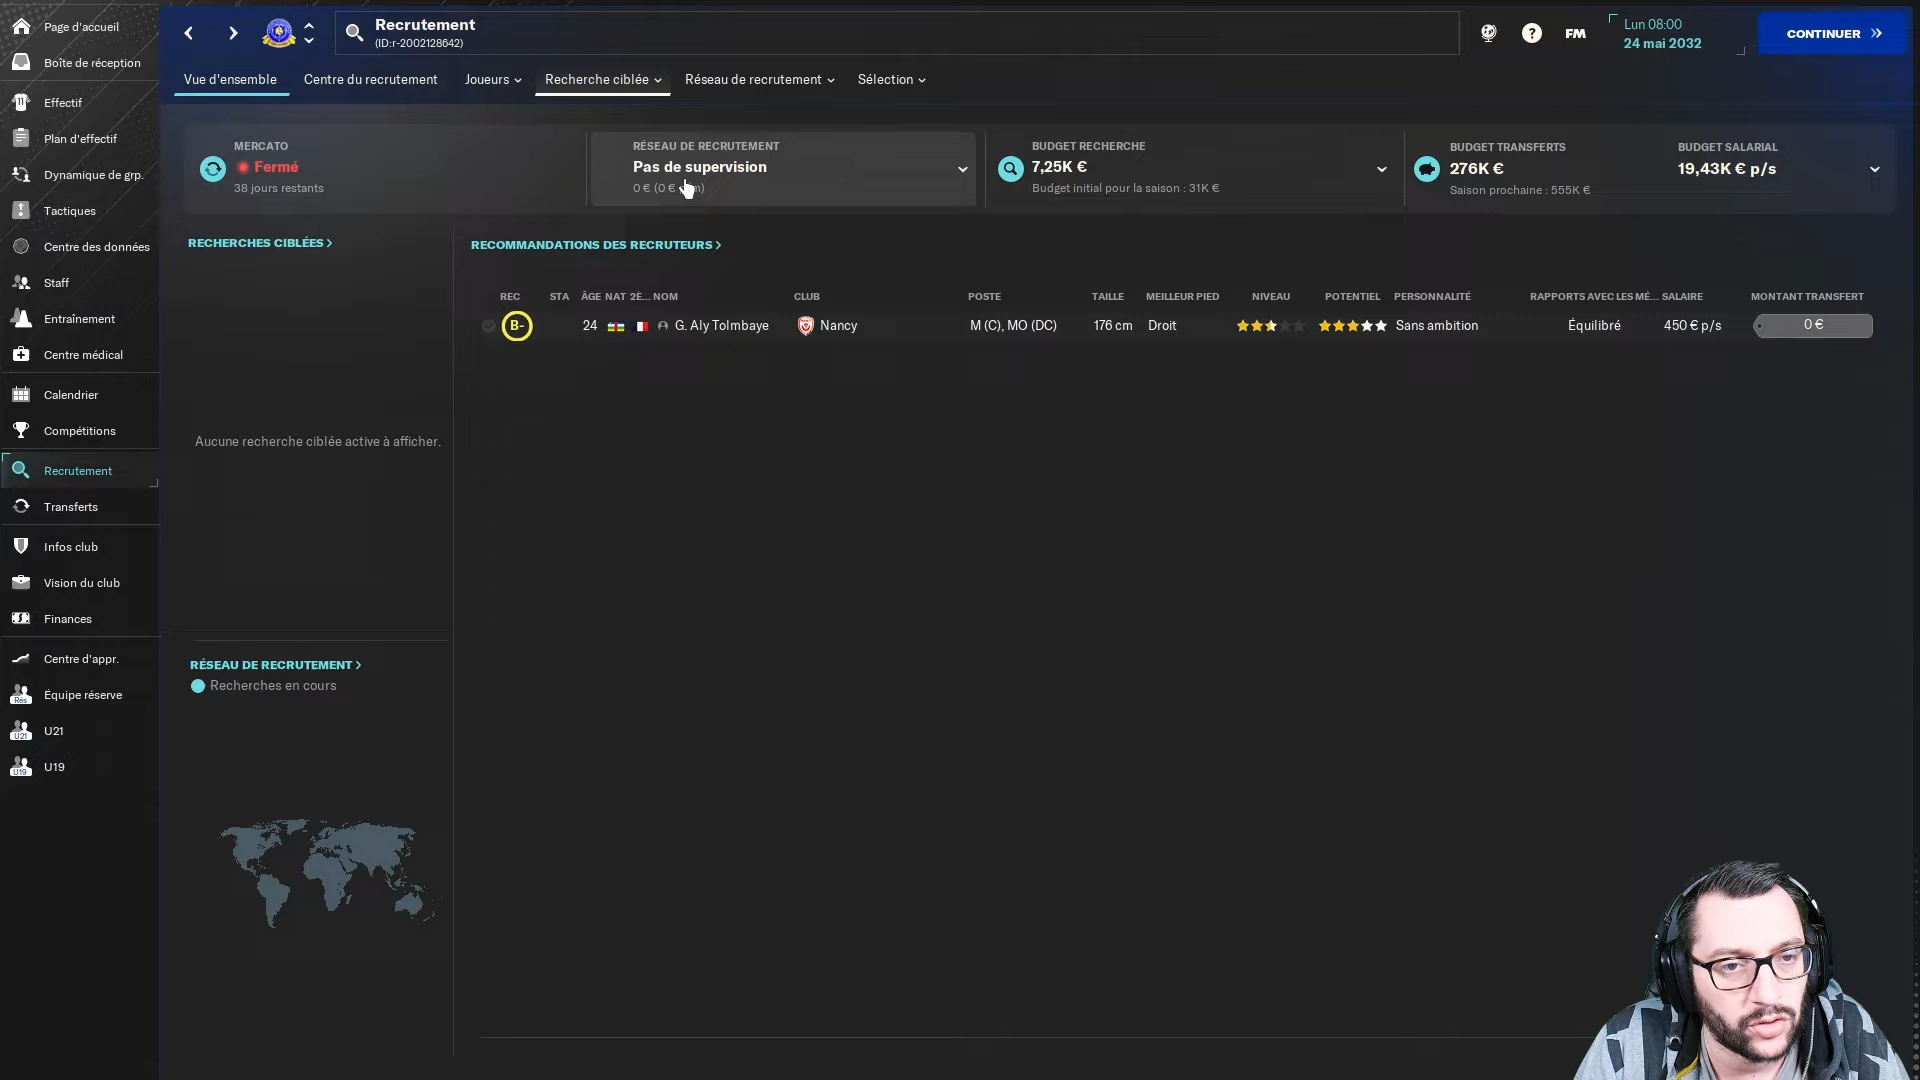 Page d'accueil
Boîte de réception
Effectif
Plan d'effectif
Dynamique de grp.
Tactiques
Centre des données
Staff
Entraînement
Centre médical
Calendrier
Compétitions
Recrutement
Transferts
Infos club
Vision du club
Finances
Centre d'appr.
Rés
Équipe réserve
U21
U21
U19
U19
Recrutement
(ID:r-2002128642)
?
FM
Lun 08:00
24 mai 2032
CONTINUER
Vue d'ensemble
Centre du recrutement
Joueurs
Recherche ciblée
Réseau de recrutement
Sélection
MERCATO
Fermé
38 jours restants
RÉSEAU DE RECRUTEMENT
Pas de supervision
0 € (0 €
BUDGET RECHERCHE
7,25K €
Budget initial pour la saison : 31K €
BUDGET TRANSFERTS
276K €
Saison prochaine : 555K €
BUDGET SALARIAL
19,43K € p/s
RECHERCHES CIBLÉES >
Aucune recherche ciblée active à afficher.
RÉSEAU DE RECRUTEMENT >
Recherches en cours
RECOMMANDATIONS DES RECRUTEURS >
REC STA ÂGE NAT 2È... NOM CLUB POSTE TAILLE MEILLEUR PIED NIVEAU POTENTIEL PERSONNALITÉ RAPPORTS AVEC LES MÉ... SALAIRE MONTANT TRANSFERT
B- 24 G. Aly Tolmbaye Nancy M (C), MO (DC) 176 cm Droit Sans ambition Équilibré 450 € p/s 0 €